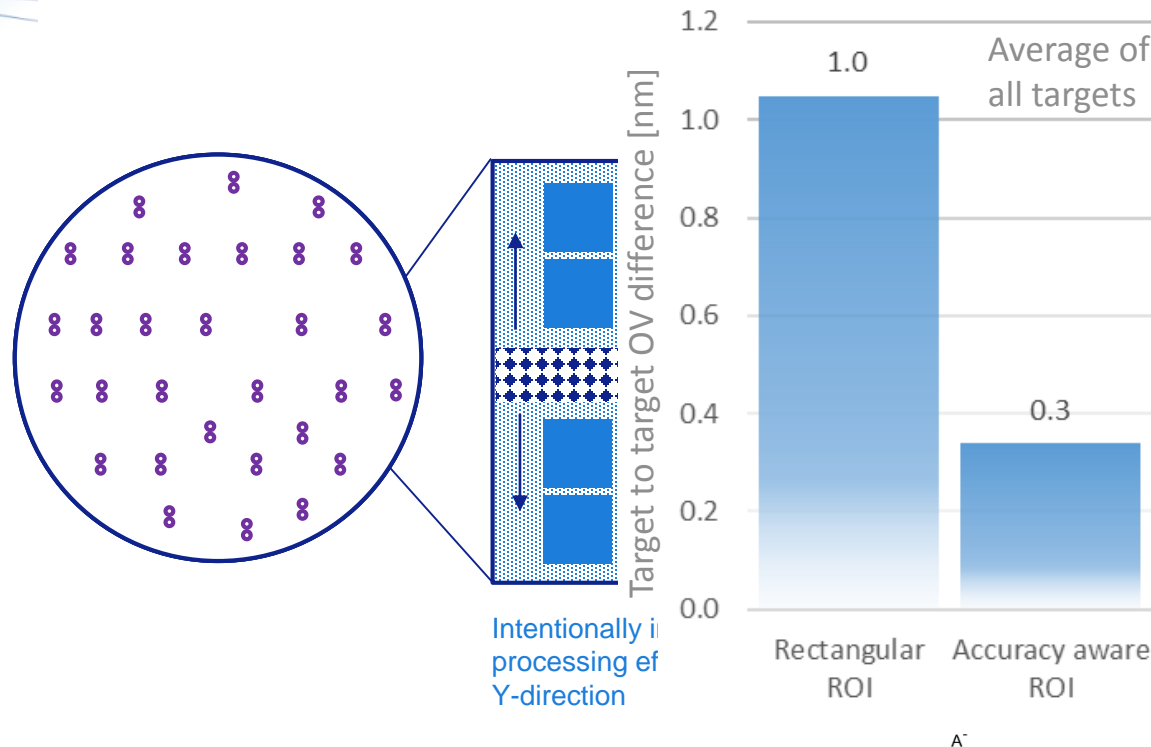 1.2
1.0
0.8
0.6
0.4
0.2
0.0
Target to target OV difference [nm]
Average of
all targets
1.0
0.3
Rectangular
ROI
Accuracy aware
ROI
Intentionally
processing
Y-direction
A-